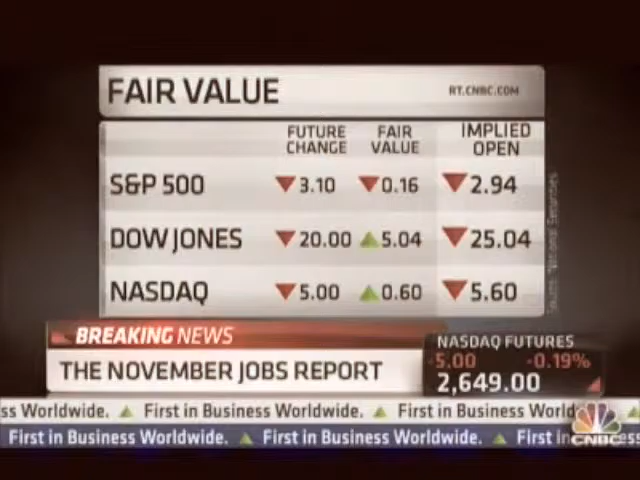 FAIR VALUE
RT.CNBC.COM
FUTURE CHANGE FAIR VALUE IMPLIED OPEN
S&P 500 ▼ 3.10 ▼ 0.16 ▼ 2.94
DOW JONES ▼ 20.00 ▲ 5.04 ▼ 25.04
NASDAQ ▼ 5.00 ▲ 0.60 ▼ 5.60
Source: National Securities
BREAKING NEWS
THE NOVEMBER JOBS REPORT
NASDAQ FUTURES
-5.00 -0.19%
2,649.00
ss Worldwide. ▲ First in Business Worldwide. ▲ First in Business World
First in Business Worldwide. ▲ First in Business Worldwide. ▲ First in
CNBC